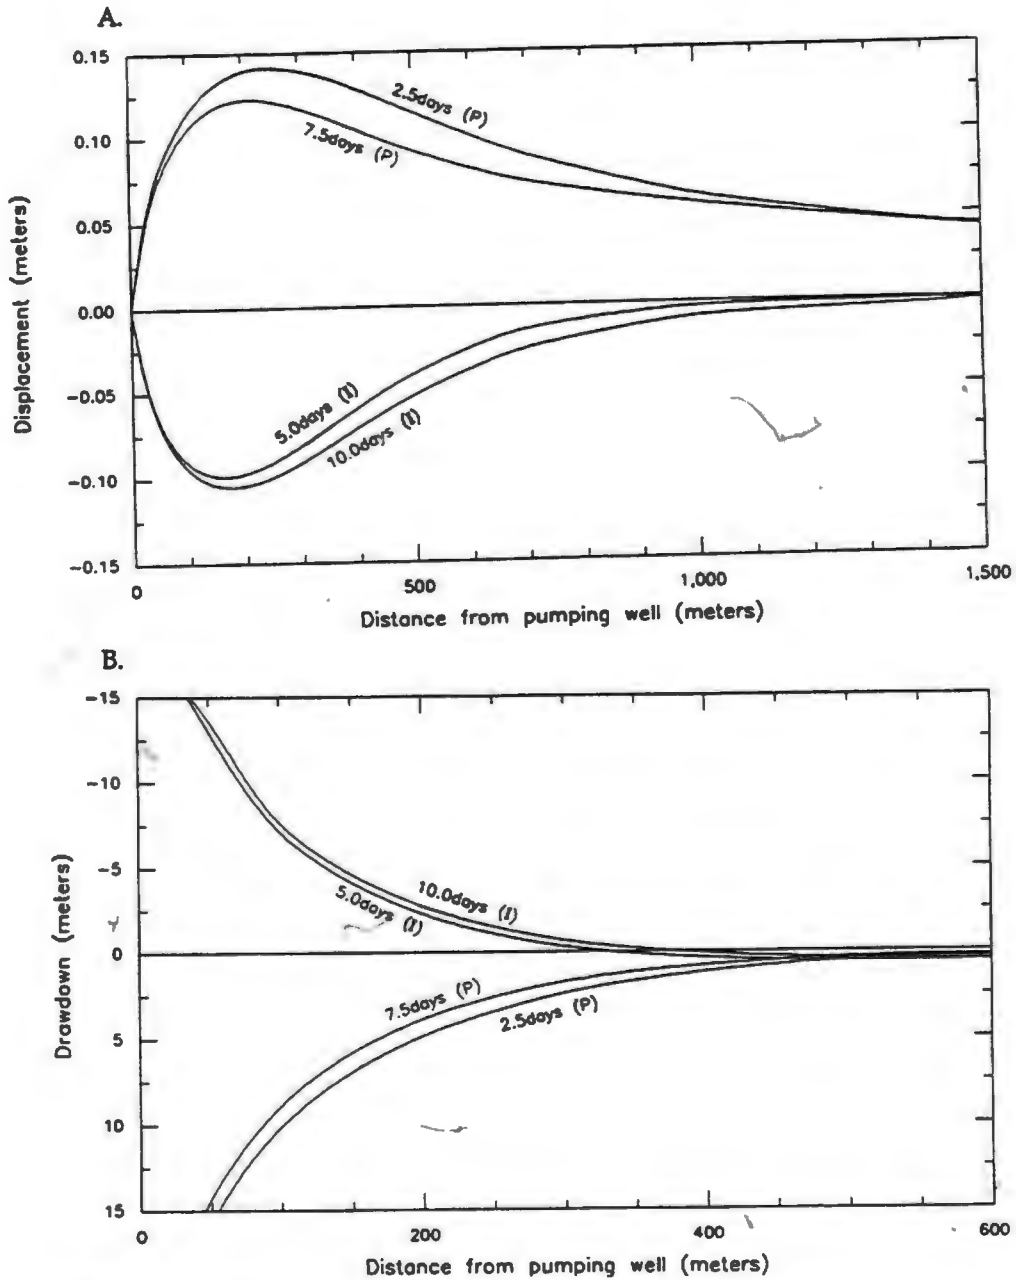 A.
0.15
0.10
0.05
0.00
-0.05
-0.10
-0.15
Displacement (meters)
2.5days (P)
7.5days (P)
5.0days (I)
10.0days (I)
0
500
1,000
1,500
Distance from pumping well (meters)
B.
-15
-10
-5
0
5
10
15
Drawdown (meters)
10.0days (I)
5.0days (I)
7.5days (P)
2.5days (P)
0
200
400
600
Distance from pumping well (meters)